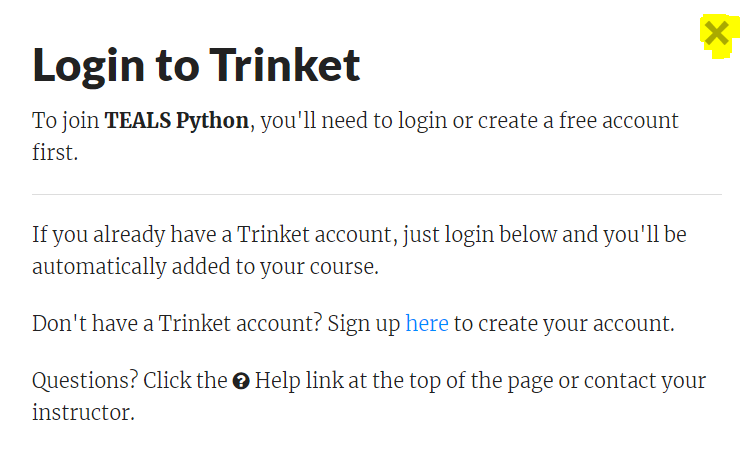 Login to Trinket
To join TEALS Python, you'll need to login or create a free account
first.
If you already have a Trinket account, just login below and you'll be
automatically added to your course.
Don't have a Trinket account? Sign up here to create your account.
Questions? Click the ? Help link at the top of the page or contact your
instructor.